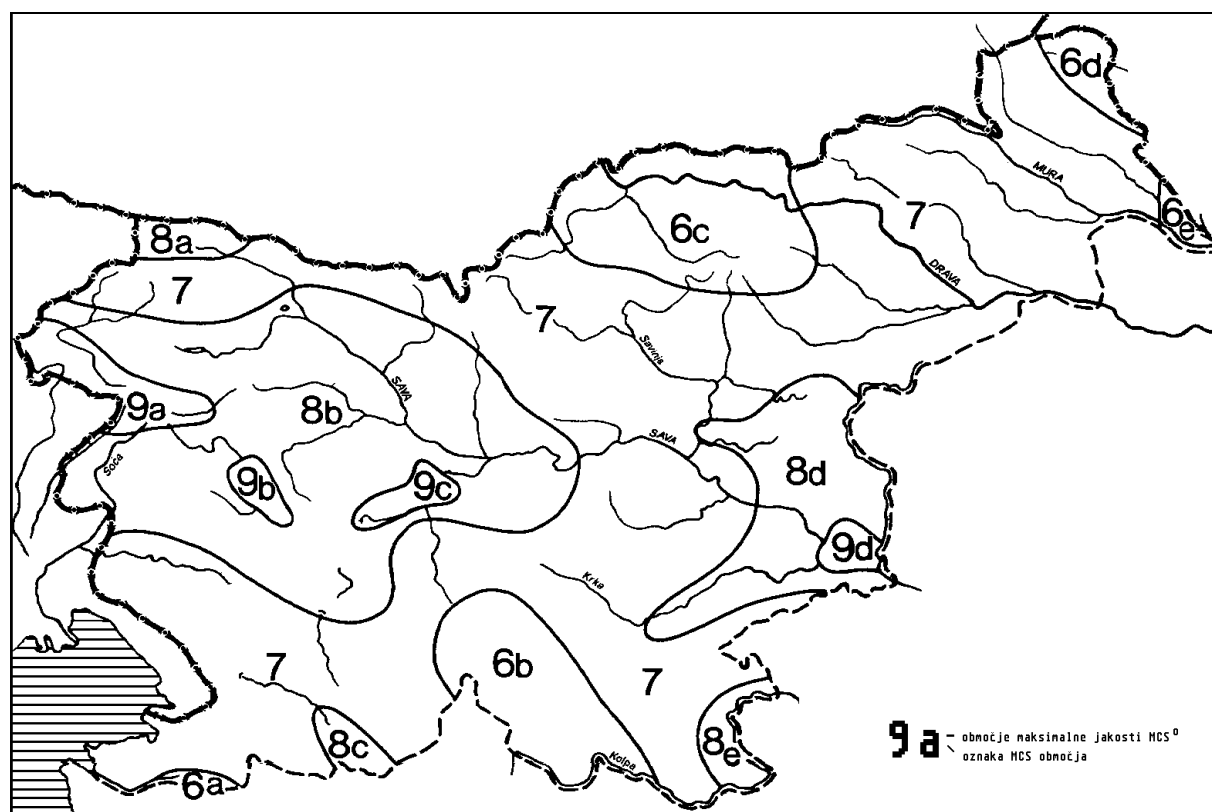 6d
MURA
7
6e
8a
6c
DRAVA
7
7
Savinja
9a
8b
SAVA
SAVA
Soča
9b
9c
8d
9d
Krka
7
6b
7
8c
8e
6a
Kolpa
9a - območje maksimalne jakosti MCS°
oznaka MCS območja